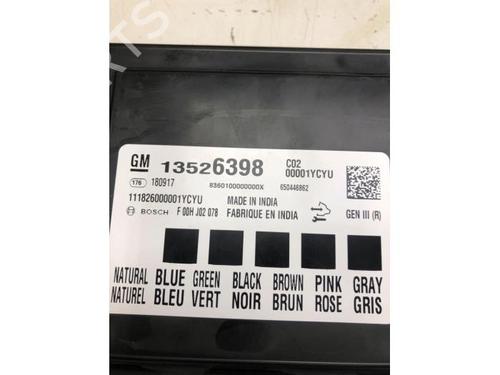 GM 13526398 C02
00001YCYU
176 180917 8360100000000X 650446862
111826000001YCYU MADE IN INDIA
BOSCH F 00H J02 078 FABRIQUE EN INDIA GEN III (R)
NATURAL BLUE GREEN BLACK BROWN PINK GRAY
NATUREL BLEU VERT NOIR BRUN ROSE GRIS